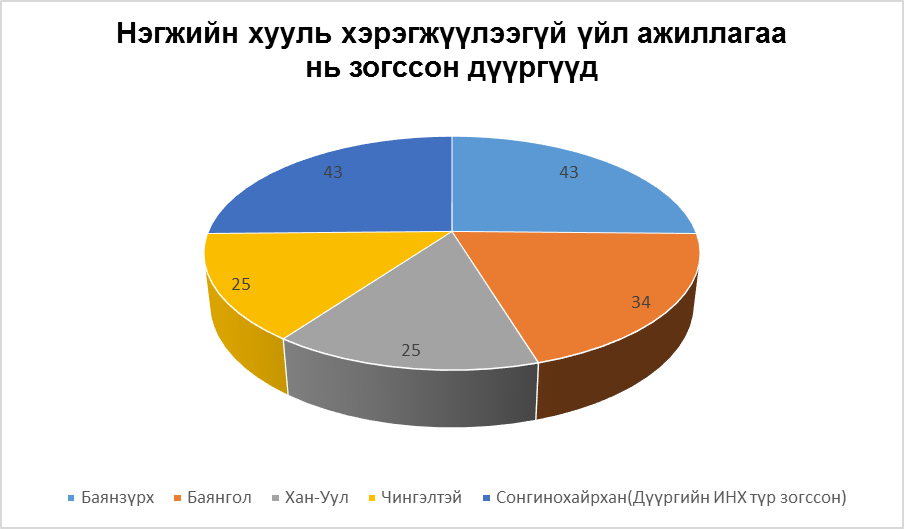 Нэгжийн хууль хэрэгжүүлээгүй үйл ажиллагаа
нь зогссон дүүргүүд
43
43
25
34
25
Баянзүрх Баянгол Хан-Уул Чингэлтэй Сонгинохайрхан(Дүүргийн ИНХ түр зогссон)